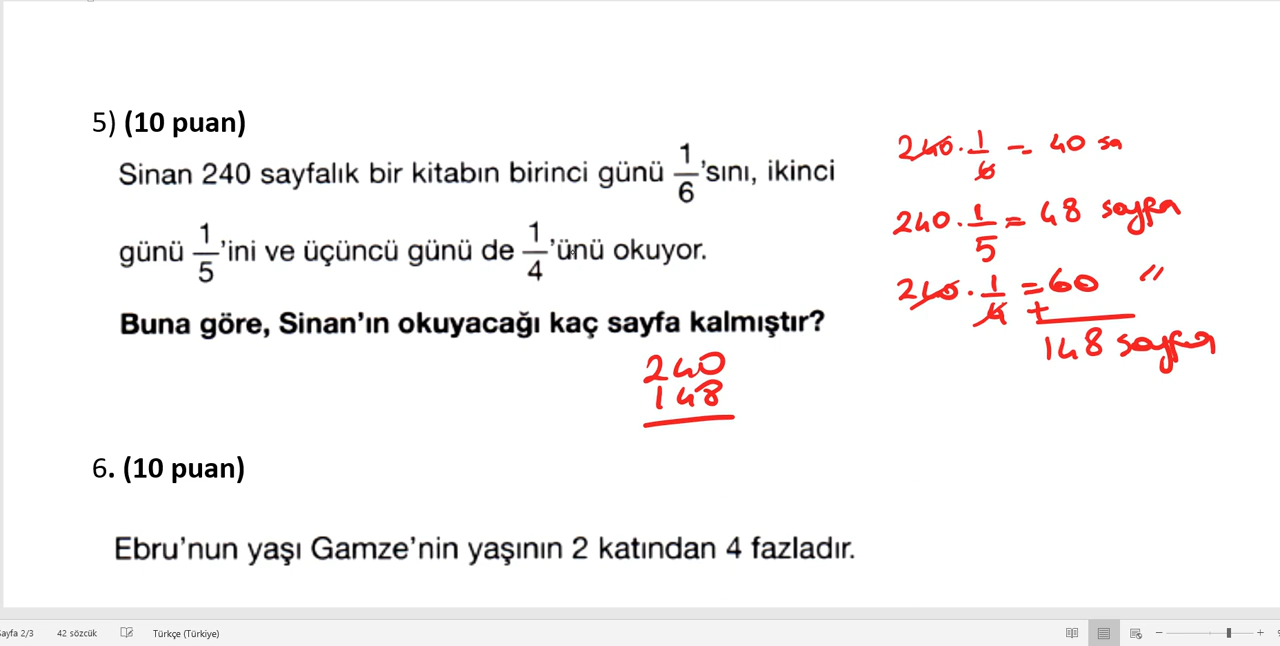 5) (10 puan)
Sinan 240 sayfalık bir kitabın birinci günü 1/6 'sını, ikinci
günü 1/5 'ini ve üçüncü günü de 1/4 'ünü okuyor.
Buna göre, Sinan'ın okuyacağı kaç sayfa kalmıştır?
240
148
240 . 1/6 = 40 sa
240 . 1/5 = 48 sayfa
240 . 1/4 = 60 "
+
148 sayfa
6. (10 puan)
Ebru'nun yaşı Gamze'nin yaşının 2 katından 4 fazladır.
ayfa 2/3 42 sözcük Türkçe (Türkiye) − +